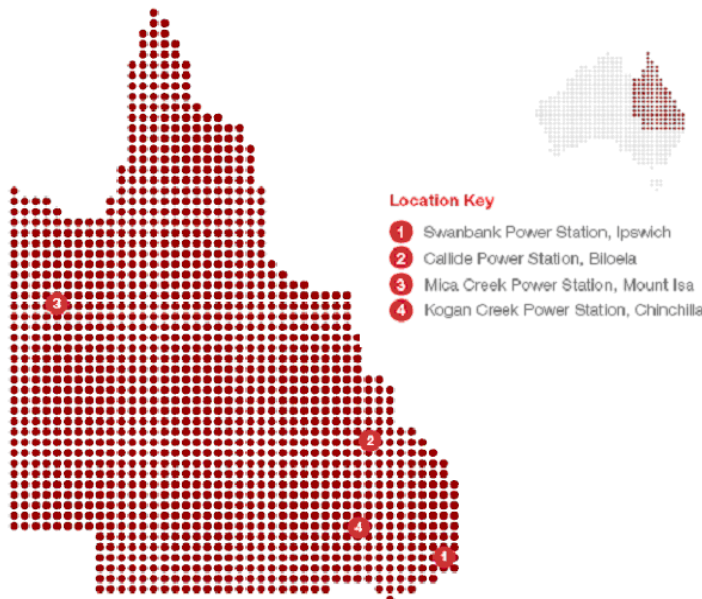 Location Key
1 Swanbank Power Station, Ipswich
2 Callide Power Station, Biloela
3 Mica Creek Power Station, Mount Isa
4 Kogan Creek Power Station, Chinchilla
3
2
4
1